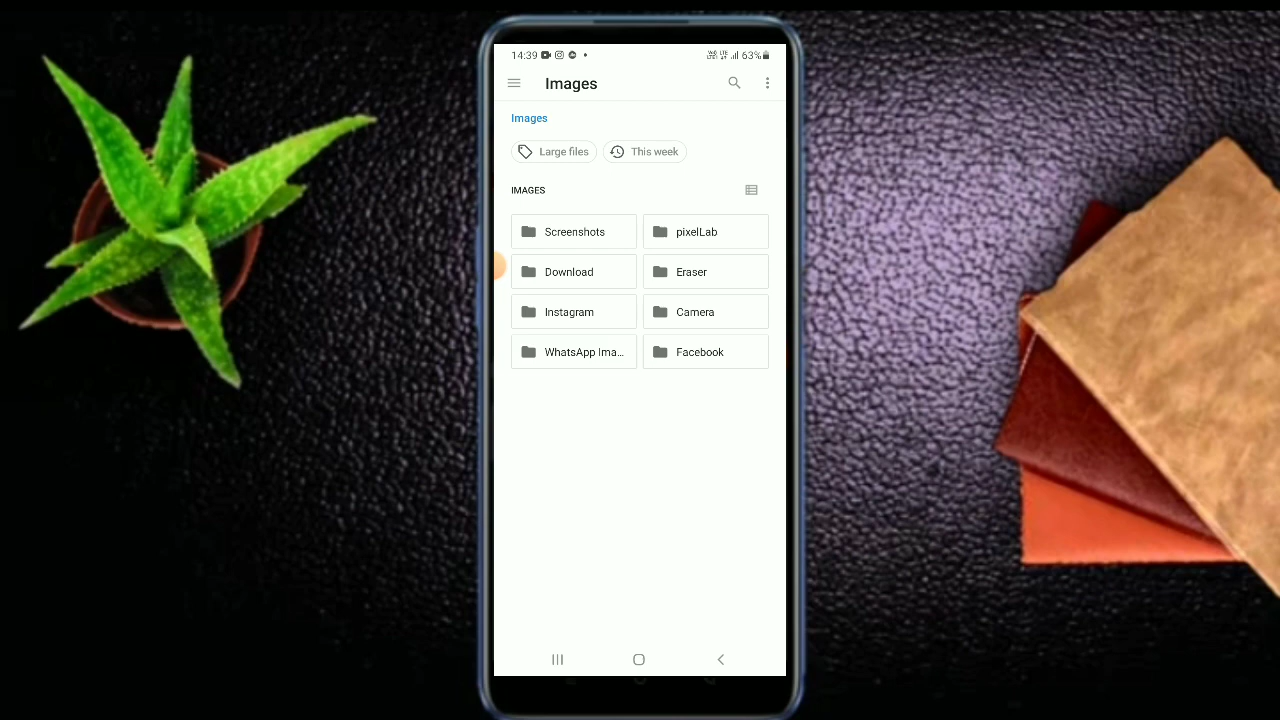 14:39 63%
Images
Images
Large files This week
IMAGES
Screenshots pixelLab
Download Eraser
Instagram Camera
WhatsApp Ima... Facebook